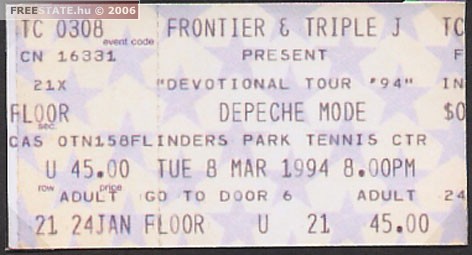 FREESTATE.hu © 2006
TC 0308 FRONTIER & TRIPLE J TC
event code
CN 16331 PRESENT F
21X "DEVOTIONAL TOUR '94" IN
FLOOR DEPECHE MODE $0
sec.
CAS OTN158FLINDERS PARK TENNIS CTR
U 45.00 TUE 8 MAR 1994 8.00PM
row price
ADULT GO TO DOOR 6 ADULT 24
21 24JAN FLOOR U 21 45.00